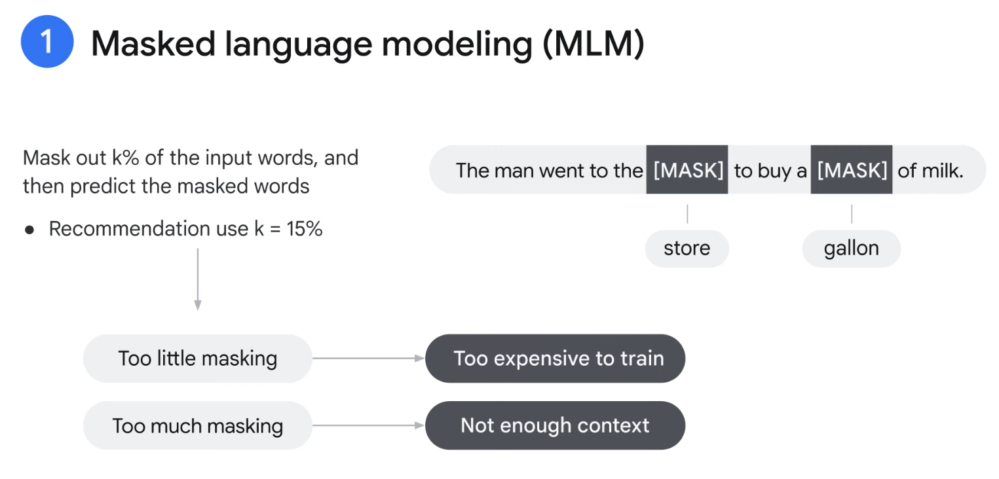 1 Masked language modeling (MLM)
Mask out k% of the input words, and
then predict the masked words
● Recommendation use k = 15%
The man went to the [MASK] to buy a [MASK] of milk.
store gallon
Too little masking Too expensive to train
Too much masking Not enough context